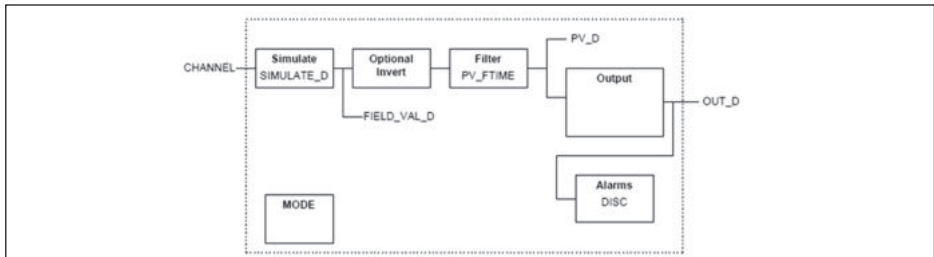 CHANNEL
Simulate
SIMULATE_D
Optional
Invert
Filter
PV_FTIME
PV_D
Output
OUT_D
FIELD_VAL_D
Alarms
DISC
MODE